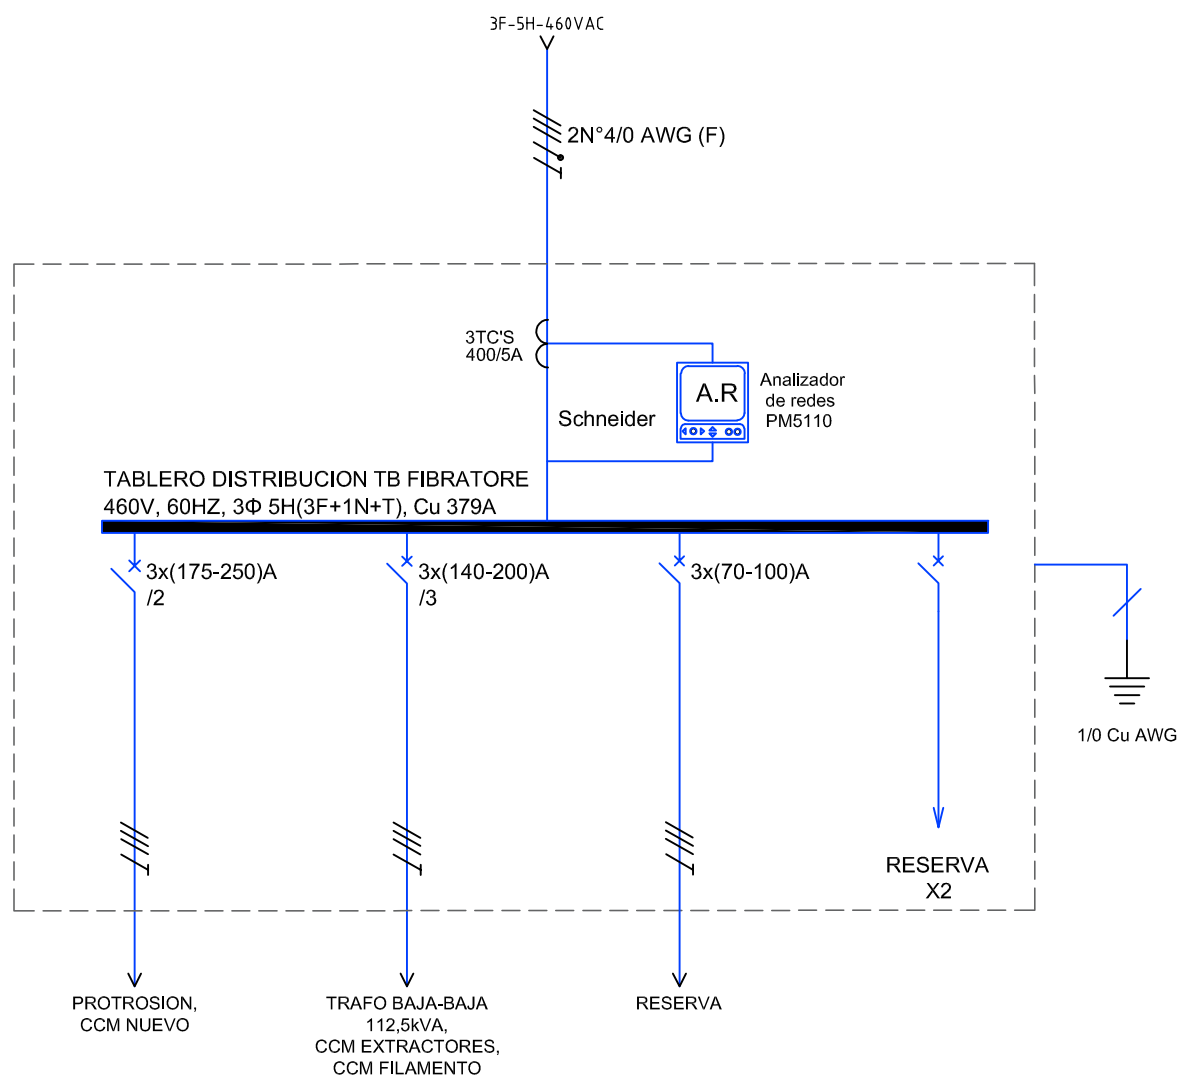 3F-5H-460VAC
2N°4/0 AWG (F)
3TC'S
400/5A
A.R
Analizador
de redes
PM5110
Schneider
TABLERO DISTRIBUCION TB FIBRATORE
460V, 60HZ, 3Φ 5H(3F+1N+T), Cu 379A
3x(175-250)A
/2
3x(140-200)A
/3
3x(70-100)A
1/0 Cu AWG
RESERVA
X2
PROTROSION,
CCM NUEVO
TRAFO BAJA-BAJA
112,5kVA,
CCM EXTRACTORES,
CCM FILAMENTO
RESERVA